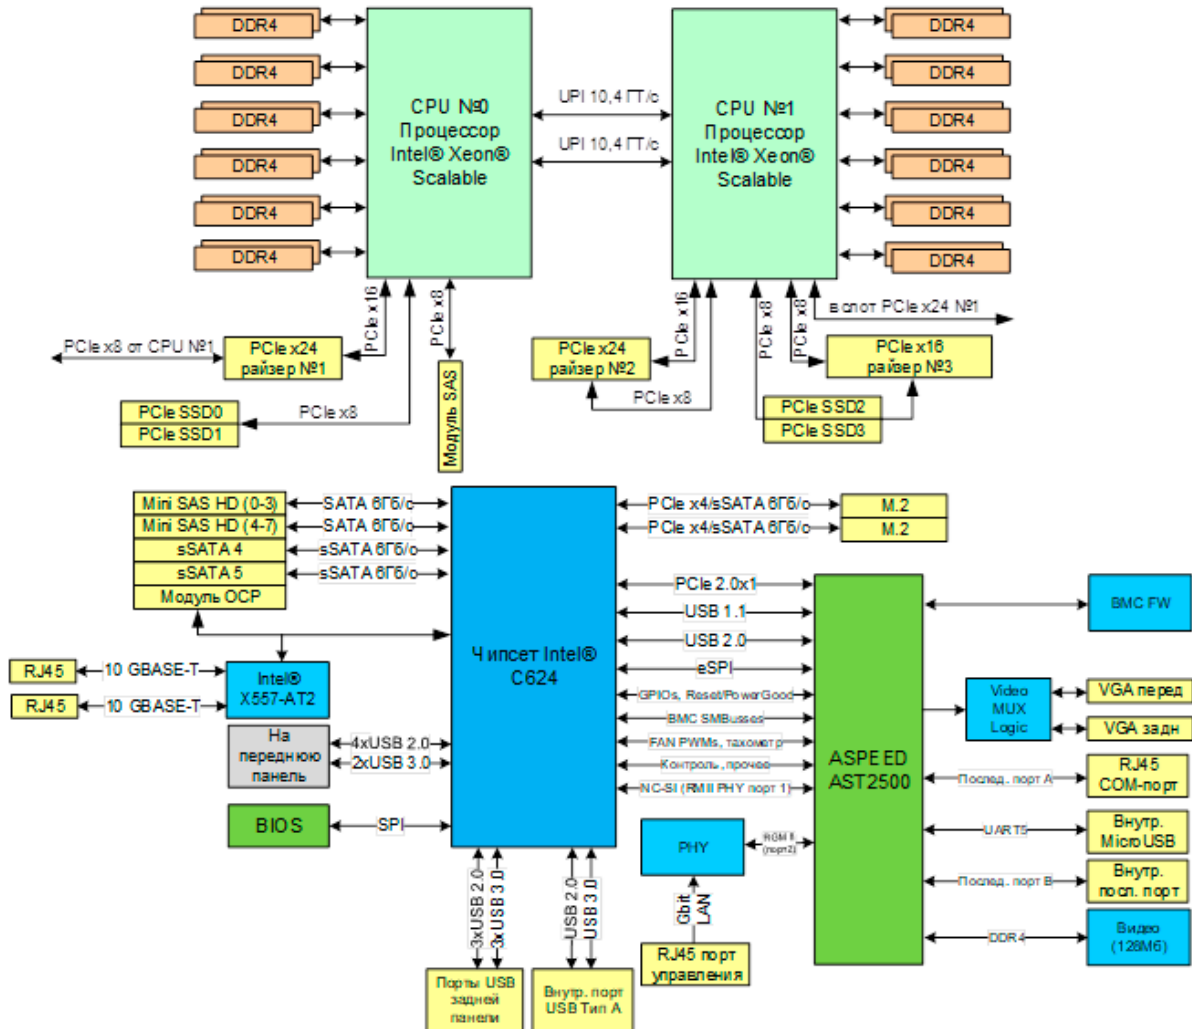 DDR4
DDR4
DDR4
DDR4
DDR4
DDR4
CPU №0
Процессор
Intel® Xeon®
Scalable
UPI 10,4 ГТ/с
UPI 10,4 ГТ/с
CPU №1
Процессор
Intel® Xeon®
Scalable
DDR4
DDR4
DDR4
DDR4
DDR4
DDR4
PCIe x16
PCIe x8
PCIe x16
PCIe x8
PCIe x8
в слот PCIe x24 №1
PCIe x8 от CPU №1
PCIe x24
райзер №1
PCIe x24
райзер №2
PCIe x16
райзер №3
PCIe SSD0
PCIe SSD1
PCIe x8
Модуль SAS
PCIe x8
PCIe SSD2
PCIe SSD3
Mini SAS HD (0-3)
SATA 6Гб/с
Mini SAS HD (4-7)
SATA 6Гб/с
sSATA 4
sSATA 6Гб/с
sSATA 5
sSATA 6Гб/с
Модуль OCP
Чипсет Intel®
C624
PCIe x4/sSATA 6Гб/с
M.2
PCIe x4/sSATA 6Гб/с
M.2
PCIe 2.0x1
USB 1.1
USB 2.0
eSPI
GPIOs, Reset/PowerGood
BMC SMBusses
FAN PWMs, тахометр
Контроль, прочее
NC-SI (RMII PHY порт 1)
ASPEED
AST2500
BMC FW
Video
MUX
Logic
VGA перед
VGA задн
Послед. порт A
RJ45
COM-порт
UART5
Внутр.
MicroUSB
Послед. порт B
Внутр.
посл. порт
DDR4
Видео
(128Мб)
RJ45
10 GBASE-T
RJ45
10 GBASE-T
Intel®
X557-AT2
На
переднюю
панель
4xUSB 2.0
2xUSB 3.0
BIOS
SPI
PHY
RGMII
(порт2)
Gbit
LAN
RJ45 порт
управления
3xUSB 2.0
3xUSB 3.0
USB 2.0
USB 3.0
Порты USB
задней
панели
Внутр. порт
USB Тип A